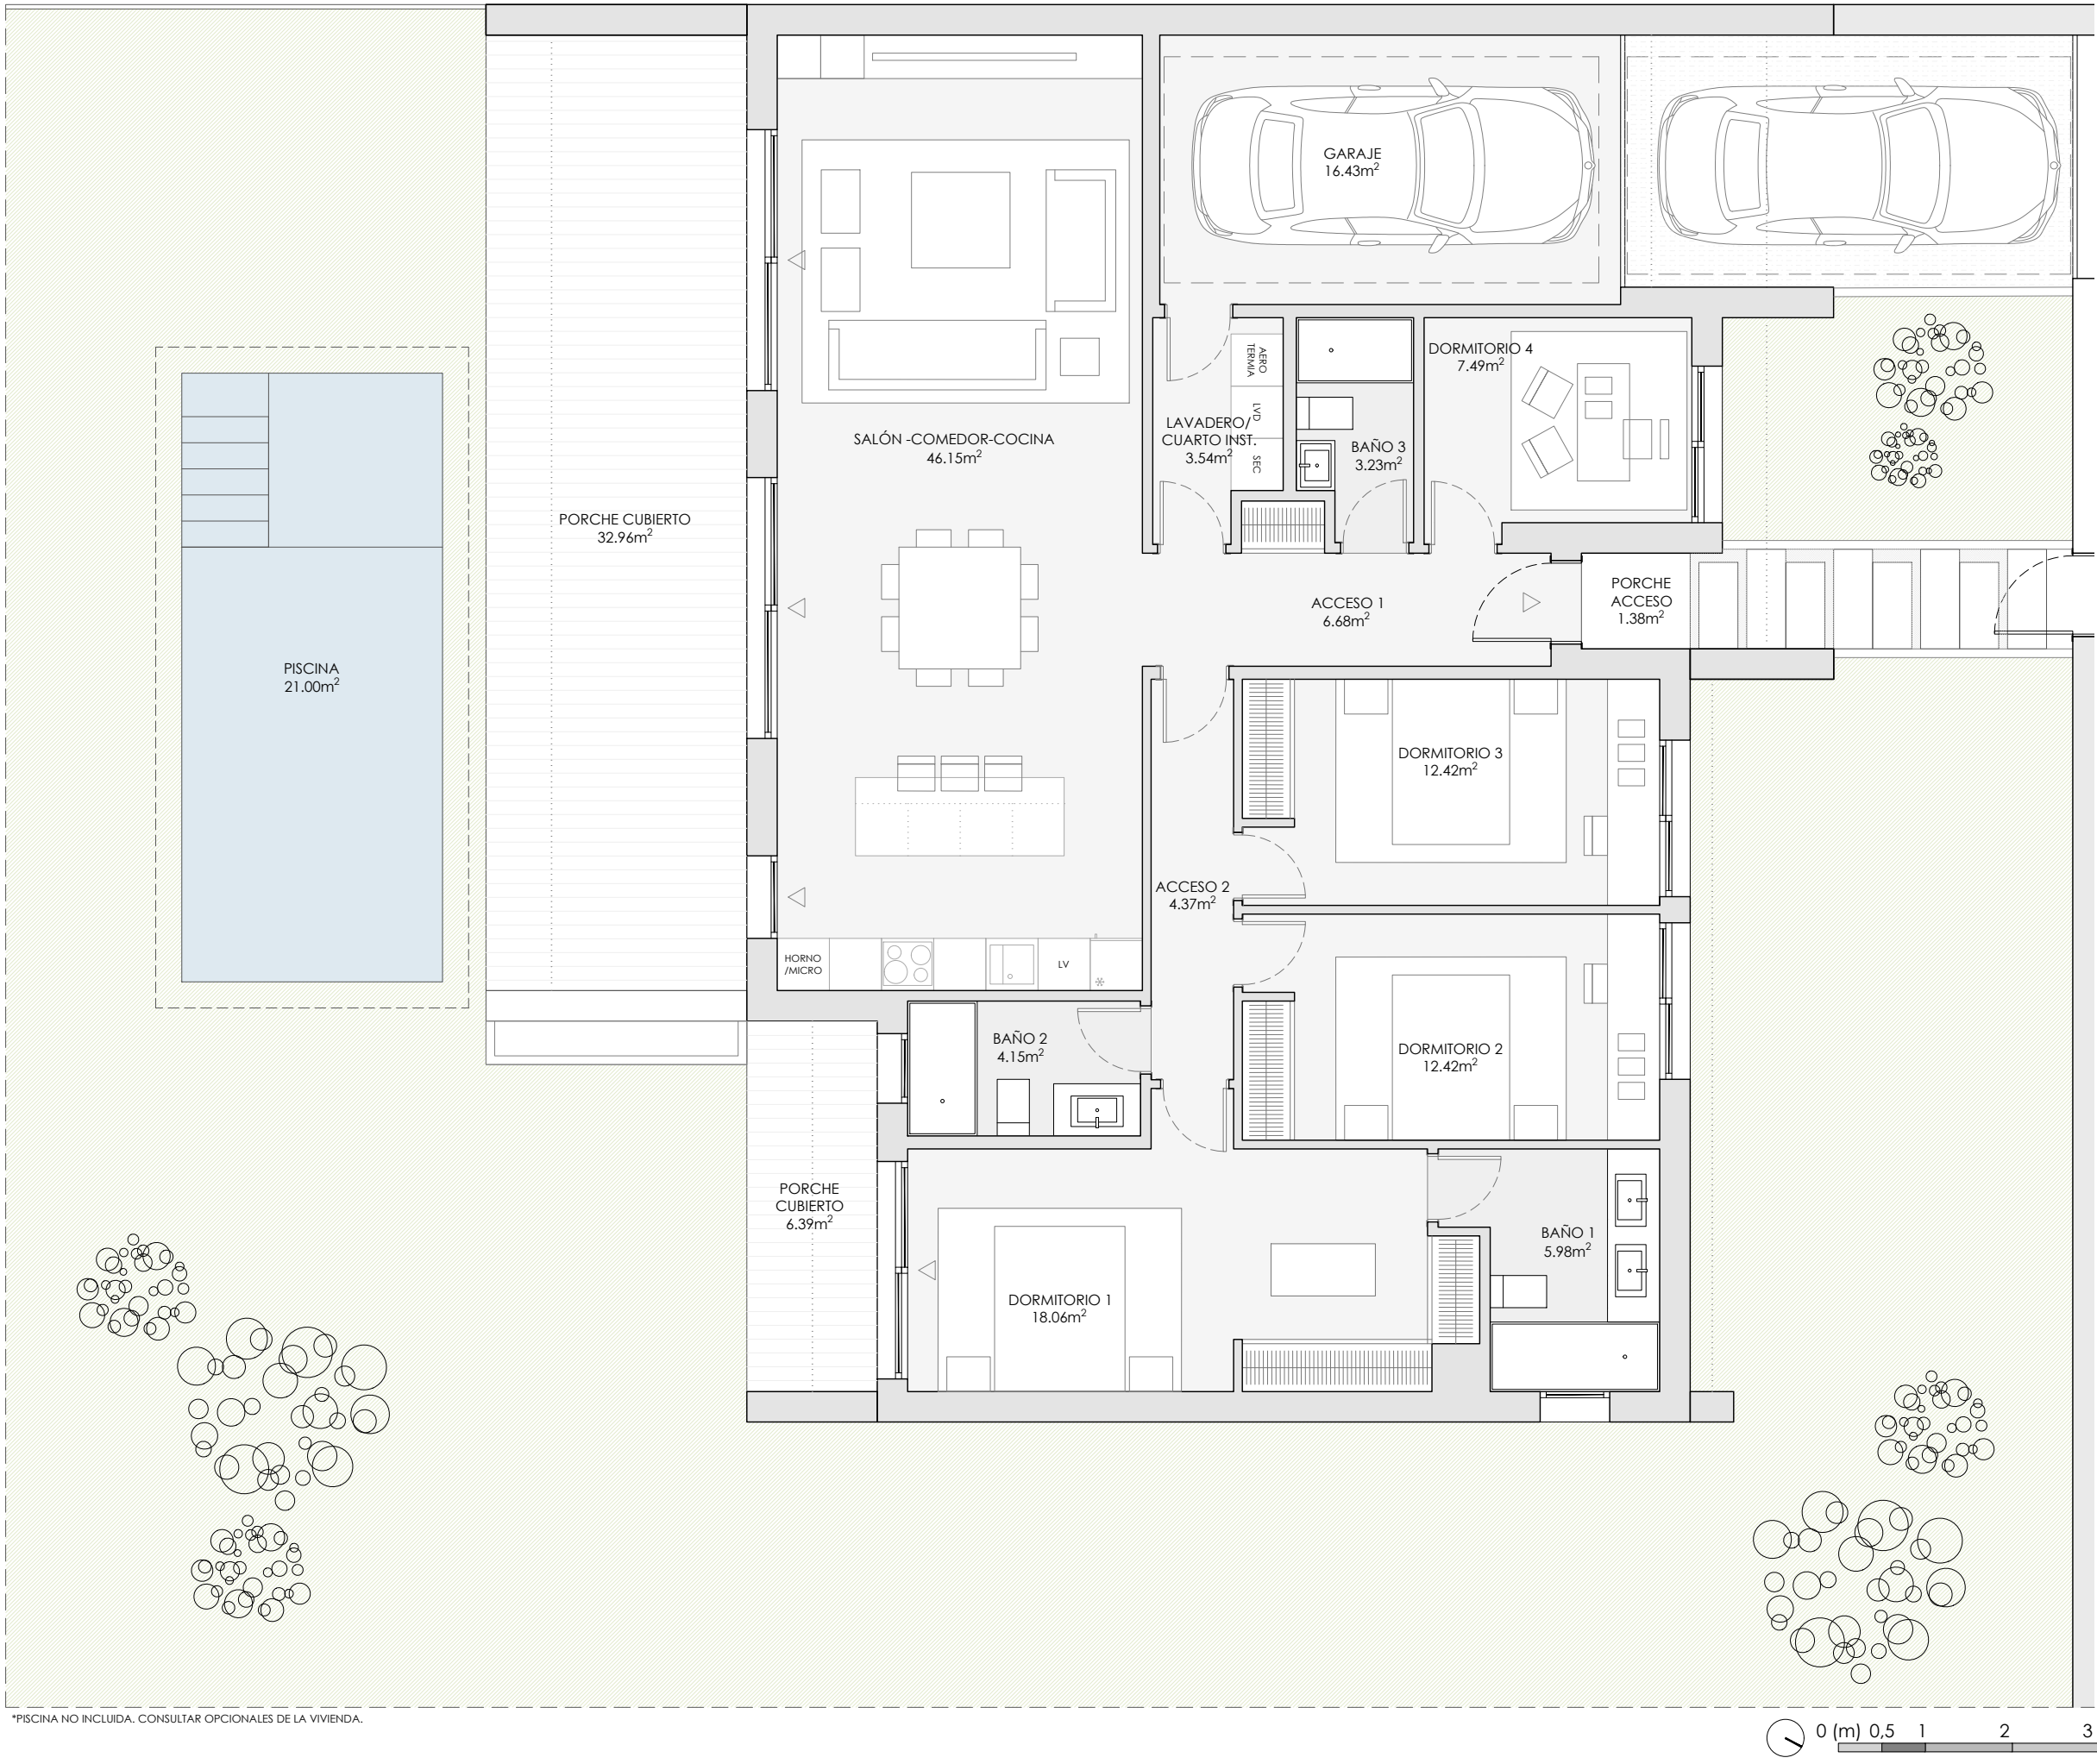 GARAJE
16.43m²
DORMITORIO 4
7.49m²
AERO
TERMIA
LVD
SEC
LAVADERO/
CUARTO INST.
3.54m²
BAÑO 3
3.23m²
SALÓN -COMEDOR-COCINA
46.15m²
PORCHE CUBIERTO
32.96m²
PORCHE
ACCESO
1.38m²
ACCESO 1
6.68m²
PISCINA
21.00m²
DORMITORIO 3
12.42m²
ACCESO 2
4.37m²
HORNO
/MICRO
LV
BAÑO 2
4.15m²
DORMITORIO 2
12.42m²
PORCHE
CUBIERTO
6.39m²
BAÑO 1
5.98m²
DORMITORIO 1
18.06m²
*PISCINA NO INCLUIDA. CONSULTAR OPCIONALES DE LA VIVIENDA.
0 (m) 0,5 1 2 3